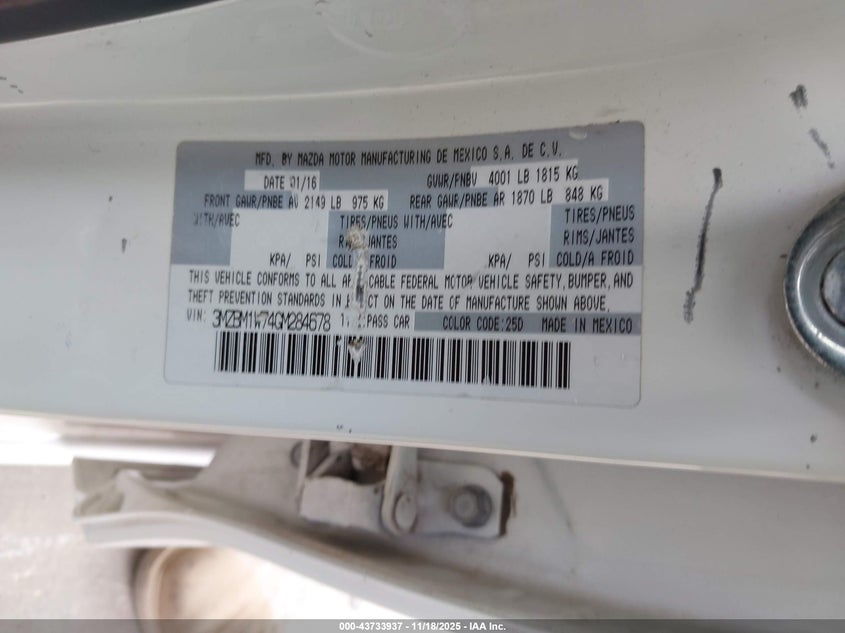 MFD. BY MAZDA MOTOR MANUFACTURING DE MEXICO S.A. DE C.V.
DATE 01/16 GVWR/PNBV 4001 LB 1815 KG
FRONT GAWR/PNBE AV 2149 LB 975 KG REAR GAWR/PNBE AR 1870 LB 848 KG
WITH/AVEC TIRES/PNEUS WITH/AVEC TIRES/PNEUS
JANTES RIMS/JANTES
KPA/ PSI COLD FROID KPA/ PSI COLD/A FROID
THIS VEHICLE CONFORMS TO ALL FEDERAL MOTOR VEHICLE SAFETY, BUMPER, AND
THEFT PREVENTION STANDARDS IN ON THE DATE OF MANUFACTURE SHOWN ABOVE.
VIN: 3MZBM1W74GM284678 PASS CAR COLOR CODE:25D MADE IN MEXICO
000-43733937 - 11/18/2025 - IAA Inc.